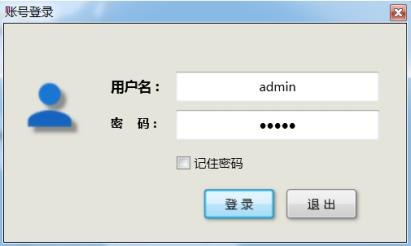 账号登录
用户名： admin
密 码： ●●●●●
记住密码
登 录 退 出